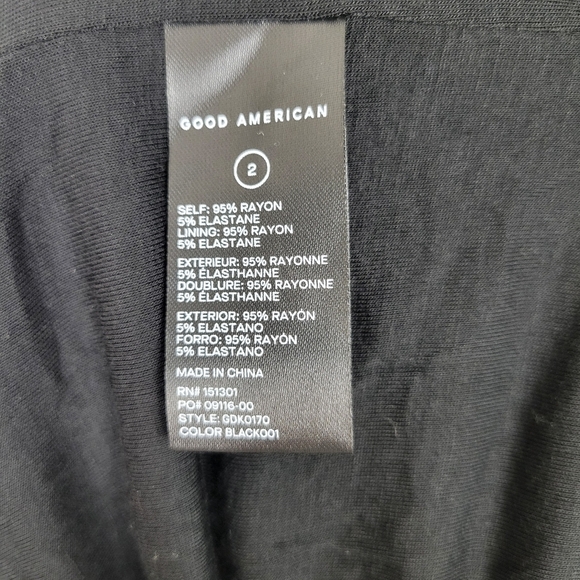 GOOD AMERICAN
2
SELF: 95% RAYON
5% ELASTANE
LINING: 95% RAYON
5% ELASTANE
EXTERIEUR: 95% RAYONNE
5% ÉLASTHANNE
DOUBLURE: 95% RAYONNE
5% ÉLASTHANNE
EXTERIOR: 95% RAYÓN
5% ELASTANO
FORRO: 95% RAYÓN
5% ELASTANO
MADE IN CHINA
RN# 151301
PO# 09116-00
STYLE: GDK0170
COLOR BLACK001